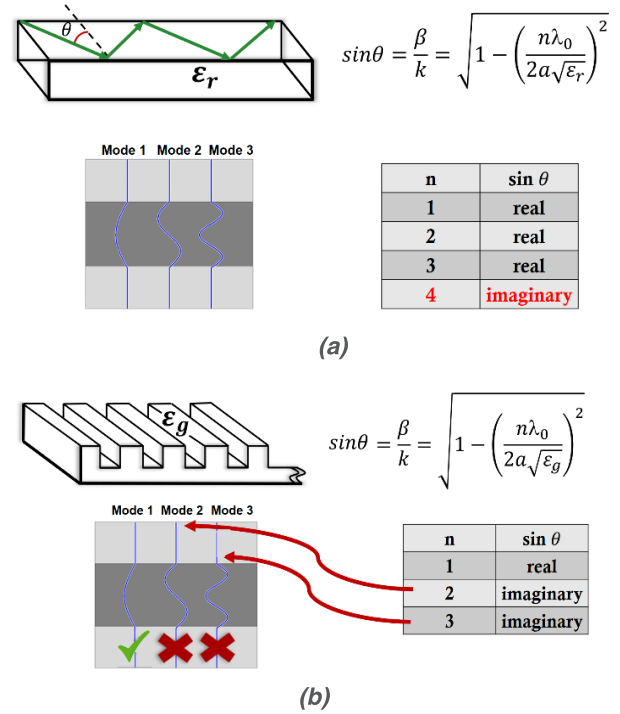 θ
ε_r
sinθ = β/k = √(1 − (nλ₀/(2a√ε_r))²)
Mode 1 Mode 2 Mode 3
n sin θ
1 real
2 real
3 real
4 imaginary
(a)
ε_g
sinθ = β/k = √(1 − (nλ₀/(2a√ε_g))²)
Mode 1 Mode 2 Mode 3
n sin θ
1 real
2 imaginary
3 imaginary
(b)